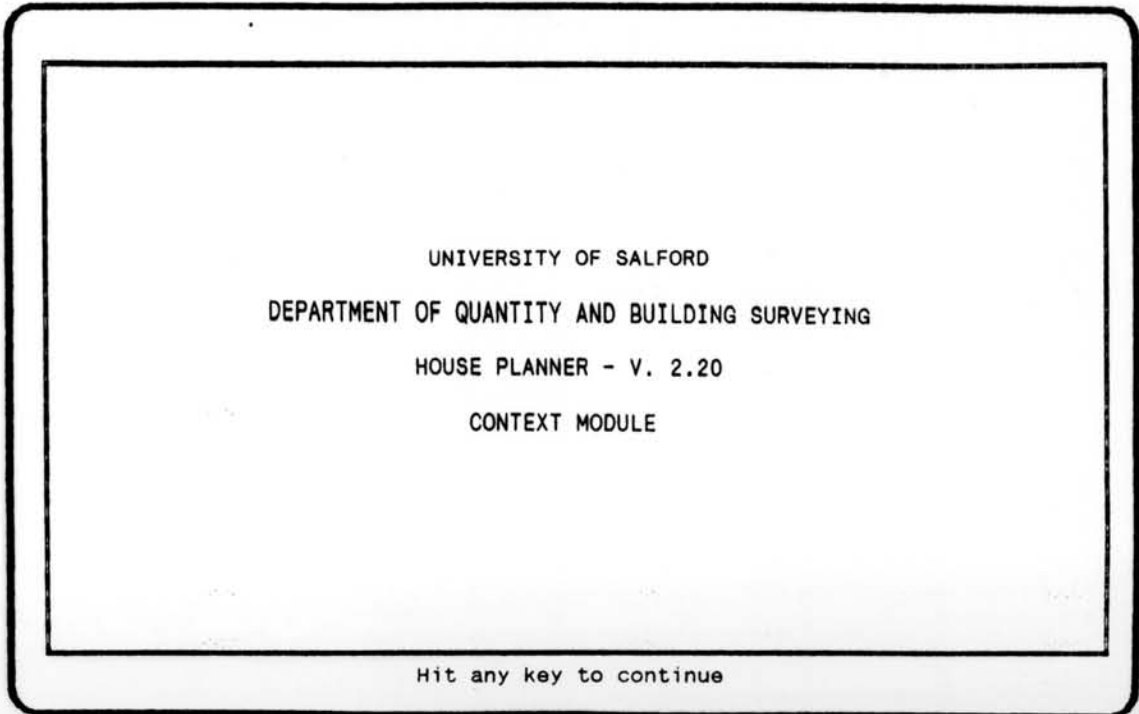 UNIVERSITY OF SALFORD
DEPARTMENT OF QUANTITY AND BUILDING SURVEYING
HOUSE PLANNER - V. 2.20
CONTEXT MODULE
Hit any key to continue